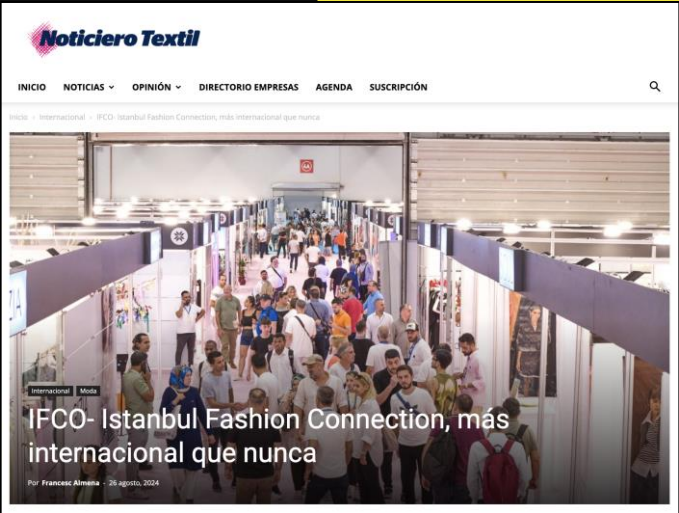 Noticiero Textil
INICIO NOTICIAS OPINIÓN DIRECTORIO EMPRESAS AGENDA SUSCRIPCIÓN
Inicio › Internacional › IFCO- Istanbul Fashion Connection, más internacional que nunca
Internacional Moda
IFCO- Istanbul Fashion Connection, más
internacional que nunca
Por Francesc Almena - 26 agosto, 2024